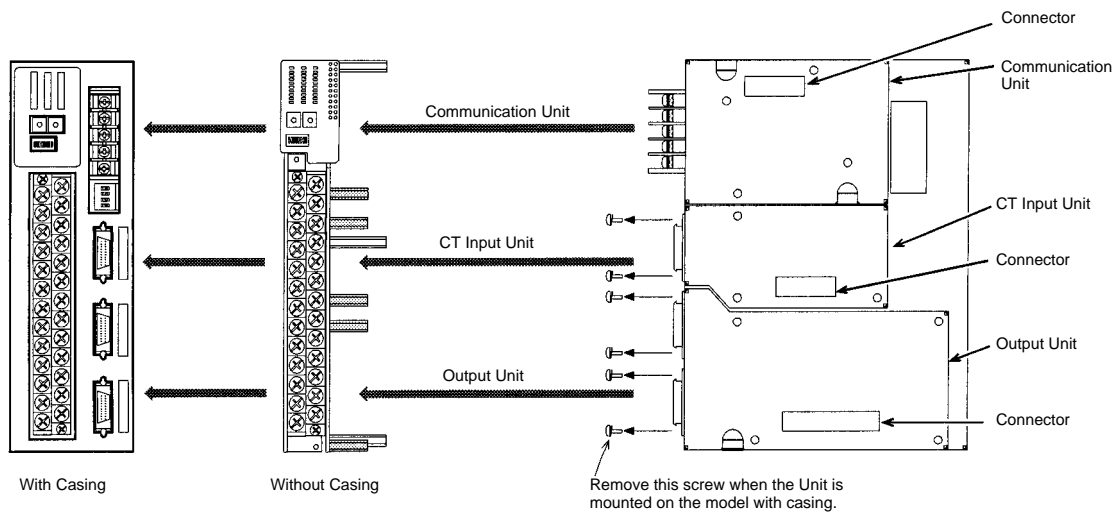 Connector
Communication
Unit
Communication Unit
CT Input Unit
CT Input Unit
Connector
Output Unit
Output Unit
Connector
With Casing
Without Casing
Remove this screw when the Unit is
mounted on the model with casing.